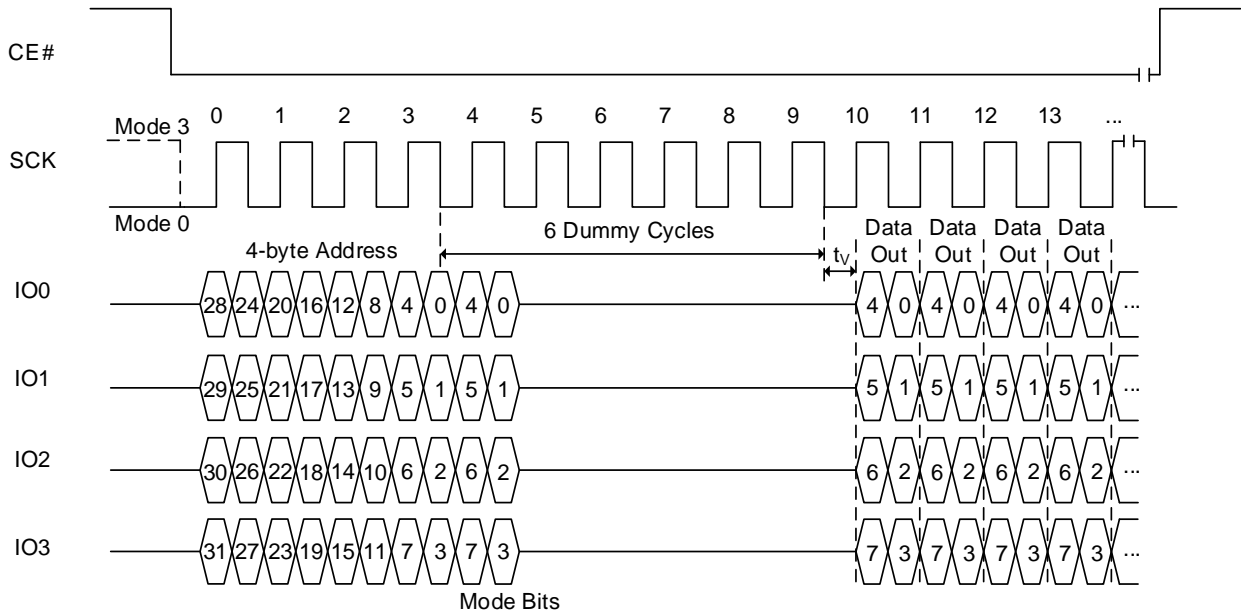 CE#
0 1 2 3 4 5 6 7 8 9 10 11 12 13 ...
Mode 3
SCK
Mode 0
6 Dummy Cycles
4-byte Address
tV
Data Out
Data Out
Data Out
Data Out
IO0
28 24 20 16 12 8 4 0 4 0 4 0 4 0 4 0 4 0 ...
IO1
29 25 21 17 13 9 5 1 5 1 5 1 5 1 5 1 5 1 ...
IO2
30 26 22 18 14 10 6 2 6 2 6 2 6 2 6 2 6 2 ...
IO3
31 27 23 19 15 11 7 3 7 3 7 3 7 3 7 3 7 3 ...
Mode Bits